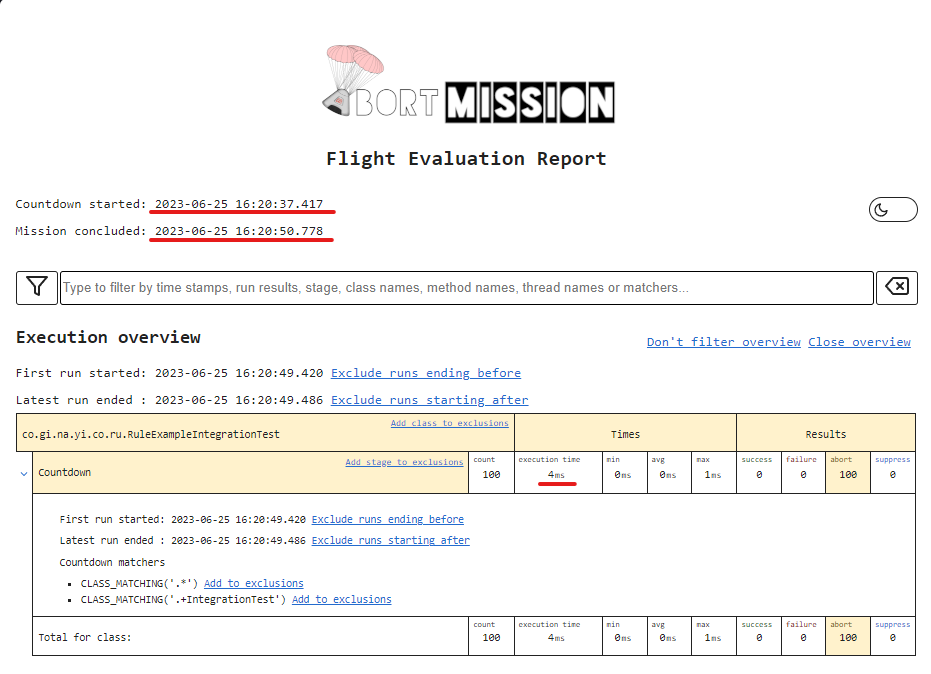 BORT MISSION
Flight Evaluation Report
Countdown started: 2023-06-25 16:20:37.417
Mission concluded: 2023-06-25 16:20:50.778
Type to filter by time stamps, run results, stage, class names, method names, thread names or matchers...
Execution overview
Don't filter overview Close overview
First run started: 2023-06-25 16:20:49.420 Exclude runs ending before
Latest run ended : 2023-06-25 16:20:49.486 Exclude runs starting after
Add class to exclusions
co.gi.na.yi.co.ru.RuleExampleIntegrationTest Times Results
Add stage to exclusions count execution time min avg max success failure abort suppress
Countdown 100 4ms 0ms 0ms 1ms 0 0 100 0
First run started: 2023-06-25 16:20:49.420 Exclude runs ending before
Latest run ended : 2023-06-25 16:20:49.486 Exclude runs starting after
Countdown matchers
• CLASS_MATCHING('.*') Add to exclusions
• CLASS_MATCHING('.+IntegrationTest') Add to exclusions
count execution time min avg max success failure abort suppress
Total for class: 100 4ms 0ms 0ms 1ms 0 0 100 0